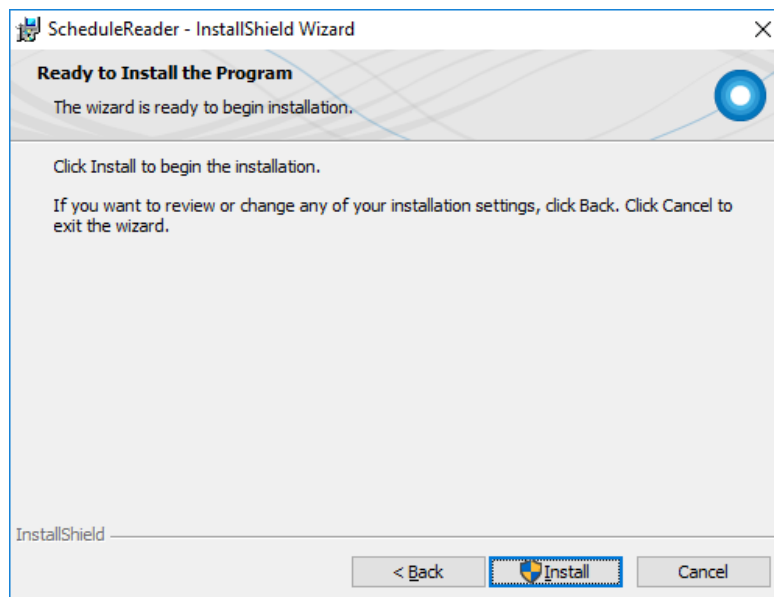 ScheduleReader - InstallShield Wizard
Ready to Install the Program
The wizard is ready to begin installation.
Click Install to begin the installation.
If you want to review or change any of your installation settings, click Back. Click Cancel to
exit the wizard.
InstallShield
< Back
Install
Cancel